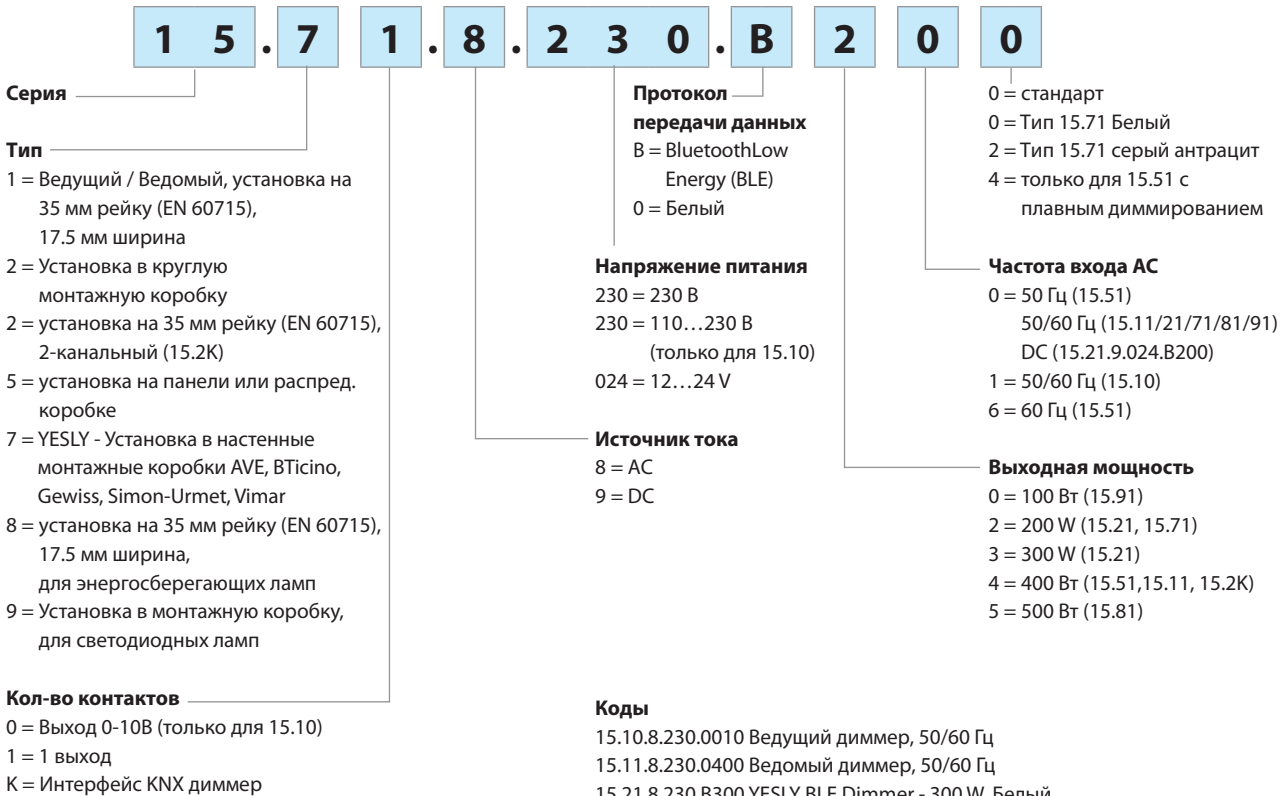 1 5 . 7 1 . 8 . 2 3 0 . B 2 0 0
Серия
Тип
1 = Ведущий / Ведомый, установка на
35 мм рейку (EN 60715),
17.5 мм ширина
2 = Установка в круглую
монтажную коробку
2 = установка на 35 мм рейку (EN 60715),
2-канальный (15.2K)
5 = установка на панели или распред.
коробке
7 = YESLY - Установка в настенные
монтажные коробки AVE, BTicino,
Gewiss, Simon-Urmet, Vimar
8 = установка на 35 мм рейку (EN 60715),
17.5 мм ширина,
для энергосберегающих ламп
9 = Установка в монтажную коробку,
для светодиодных ламп
Кол-во контактов
0 = Выход 0-10В (только для 15.10)
1 = 1 выход
K = Интерфейс KNX диммер
Протокол
передачи данных
B = BluetoothLow
Energy (BLE)
0 = Белый
Напряжение питания
230 = 230 В
230 = 110…230 В
(только для 15.10)
024 = 12…24 V
Источник тока
8 = AC
9 = DC
0 = стандарт
0 = Тип 15.71 Белый
2 = Тип 15.71 серый антрацит
4 = только для 15.51 с
плавным диммированием
Частота входа АС
0 = 50 Гц (15.51)
50/60 Гц (15.11/21/71/81/91)
DC (15.21.9.024.B200)
1 = 50/60 Гц (15.10)
6 = 60 Гц (15.51)
Выходная мощность
0 = 100 Вт (15.91)
2 = 200 W (15.21, 15.71)
3 = 300 W (15.21)
4 = 400 Вт (15.51,15.11, 15.2K)
5 = 500 Вт (15.81)
Коды
15.10.8.230.0010 Ведущий диммер, 50/60 Гц
15.11.8.230.0400 Ведомый диммер, 50/60 Гц
15.21.8.230.B300 YESLY BLE Dimmer - 300 W, Белый